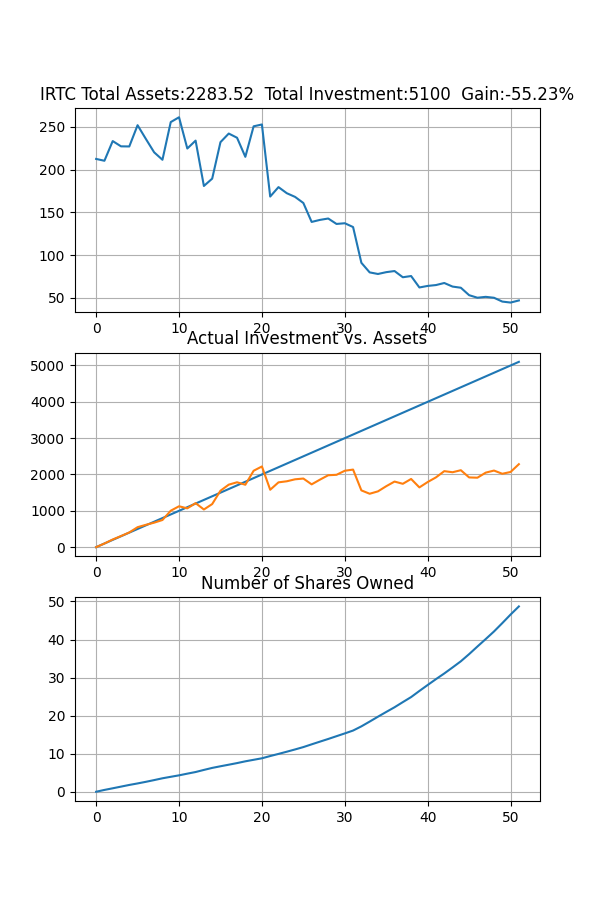 IRTC Total Assets:2283.52  Total Investment:5100  Gain:-55.23%
250
200
150
100
50
0 10 20 30 40 50
Actual Investment vs. Assets
5000
4000
3000
2000
1000
0
0 10 20 30 40 50
Number of Shares Owned
50
40
30
20
10
0
0 10 20 30 40 50